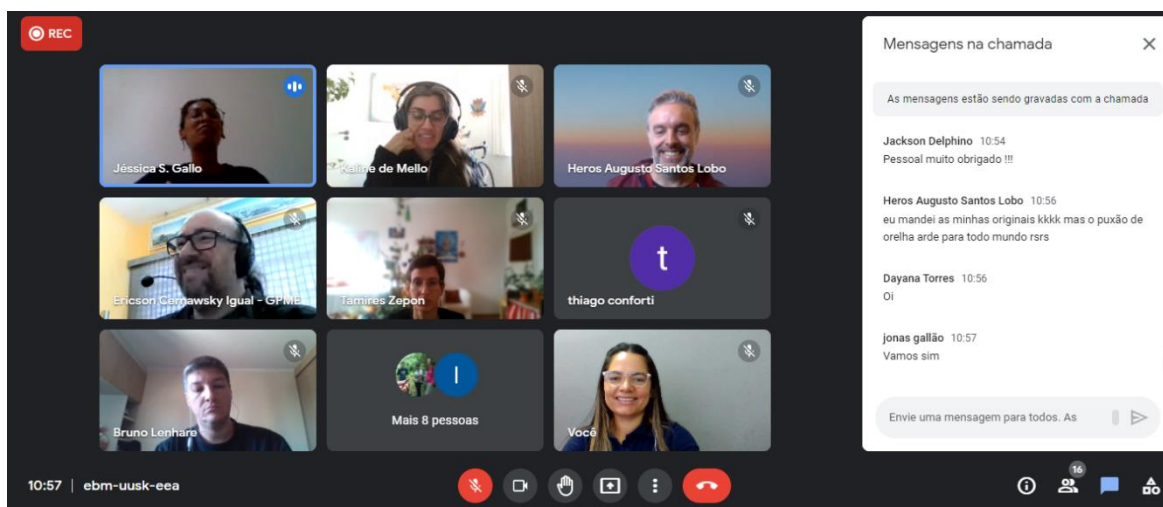 REC
Jéssica S. Gallo
Kaline de Mello
Heros Augusto Santos Lobo
Ericson Cernawsky Igual - GPME
Tamires Zepon
t
thiago conforti
Bruno Lenhare
I
Mais 8 pessoas
Você
10:57 | ebm-uusk-eea
16
Mensagens na chamada
As mensagens estão sendo gravadas com a chamada
Jackson Delphino 10:54
Pessoal muito obrigado !!!
Heros Augusto Santos Lobo 10:56
eu mandei as minhas originais kkkk mas o puxão de
orelha arde para todo mundo rsrs
Dayana Torres 10:56
Oi
jonas gallão 10:57
Vamos sim
Envie uma mensagem para todos. As